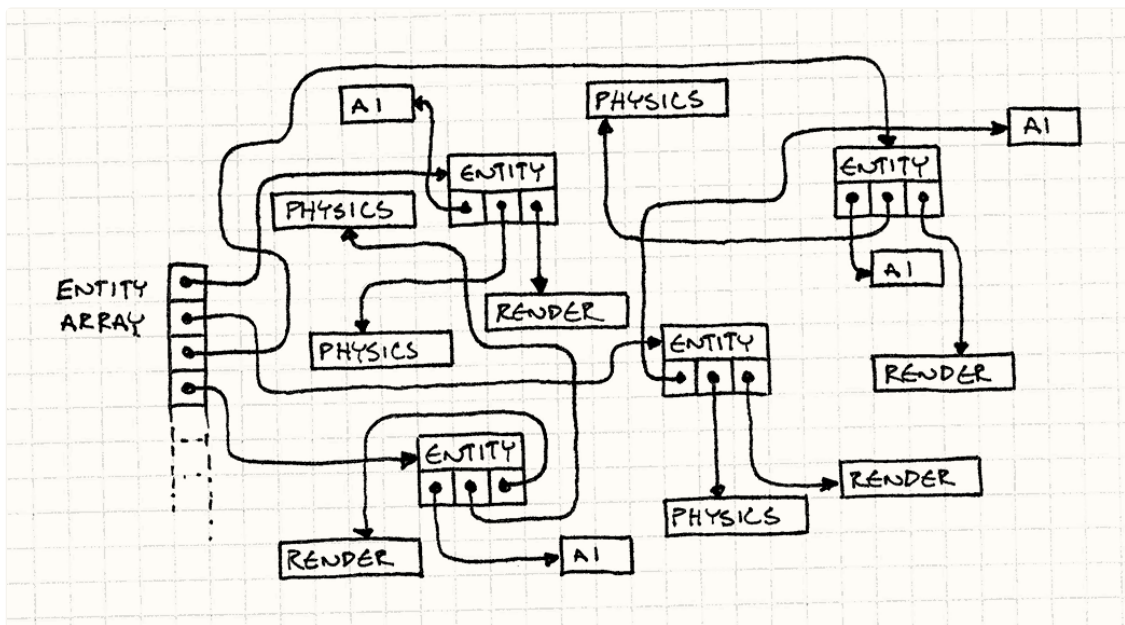 AI
PHYSICS
AI
ENTITY
ENTITY
PHYSICS
AI
ENTITY
ARRAY
RENDER
PHYSICS
ENTITY
RENDER
ENTITY
RENDER
PHYSICS
RENDER
AI